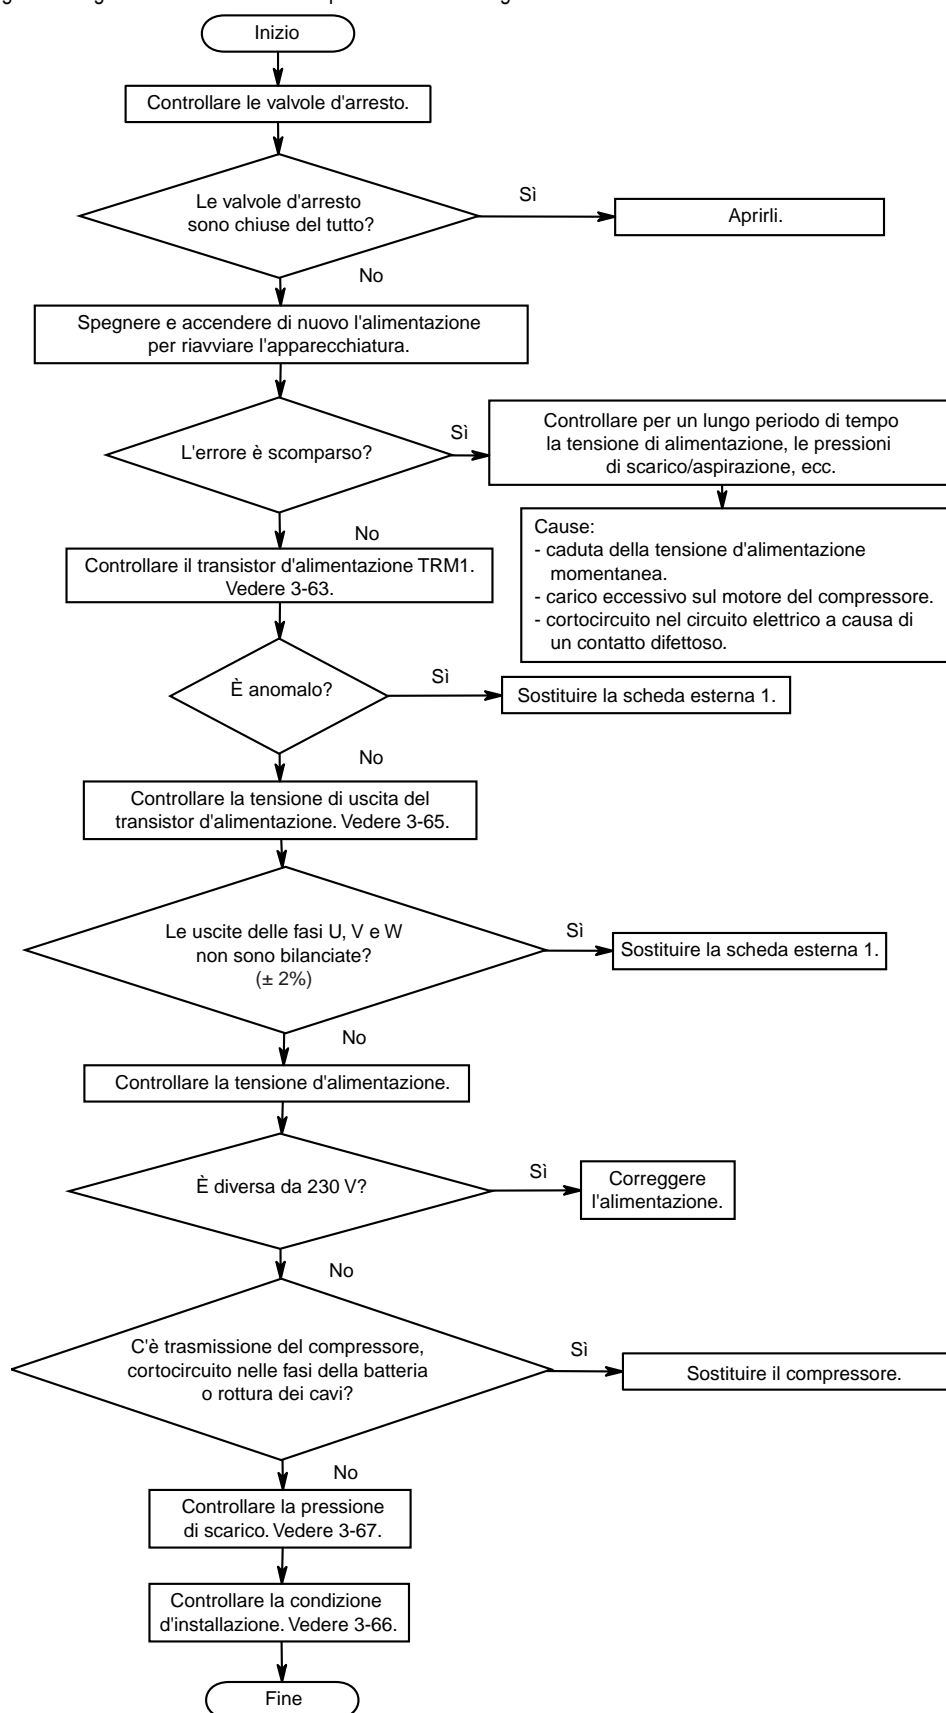 Inizio
Controllare le valvole d'arresto.
Le valvole d'arresto
sono chiuse del tutto?
Sì
Aprirli.
No
Spegnere e accendere di nuovo l'alimentazione
per riavviare l'apparecchiatura.
L'errore è scomparso?
Sì
Controllare per un lungo periodo di tempo
la tensione di alimentazione, le pressioni
di scarico/aspirazione, ecc.
Cause:
- caduta della tensione d'alimentazione
momentanea.
- carico eccessivo sul motore del compressore.
- cortocircuito nel circuito elettrico a causa di
un contatto difettoso.
No
Controllare il transistor d'alimentazione TRM1.
Vedere 3-63.
È anomalo?
Sì
Sostituire la scheda esterna 1.
No
Controllare la tensione di uscita del
transistor d'alimentazione. Vedere 3-65.
Le uscite delle fasi U, V e W
non sono bilanciate?
(± 2%)
Sì
Sostituire la scheda esterna 1.
No
Controllare la tensione d'alimentazione.
È diversa da 230 V?
Sì
Correggere
l'alimentazione.
No
C'è trasmissione del compressore,
cortocircuito nelle fasi della batteria
o rottura dei cavi?
Sì
Sostituire il compressore.
No
Controllare la pressione
di scarico. Vedere 3-67.
Controllare la condizione
d'installazione. Vedere 3-66.
Fine